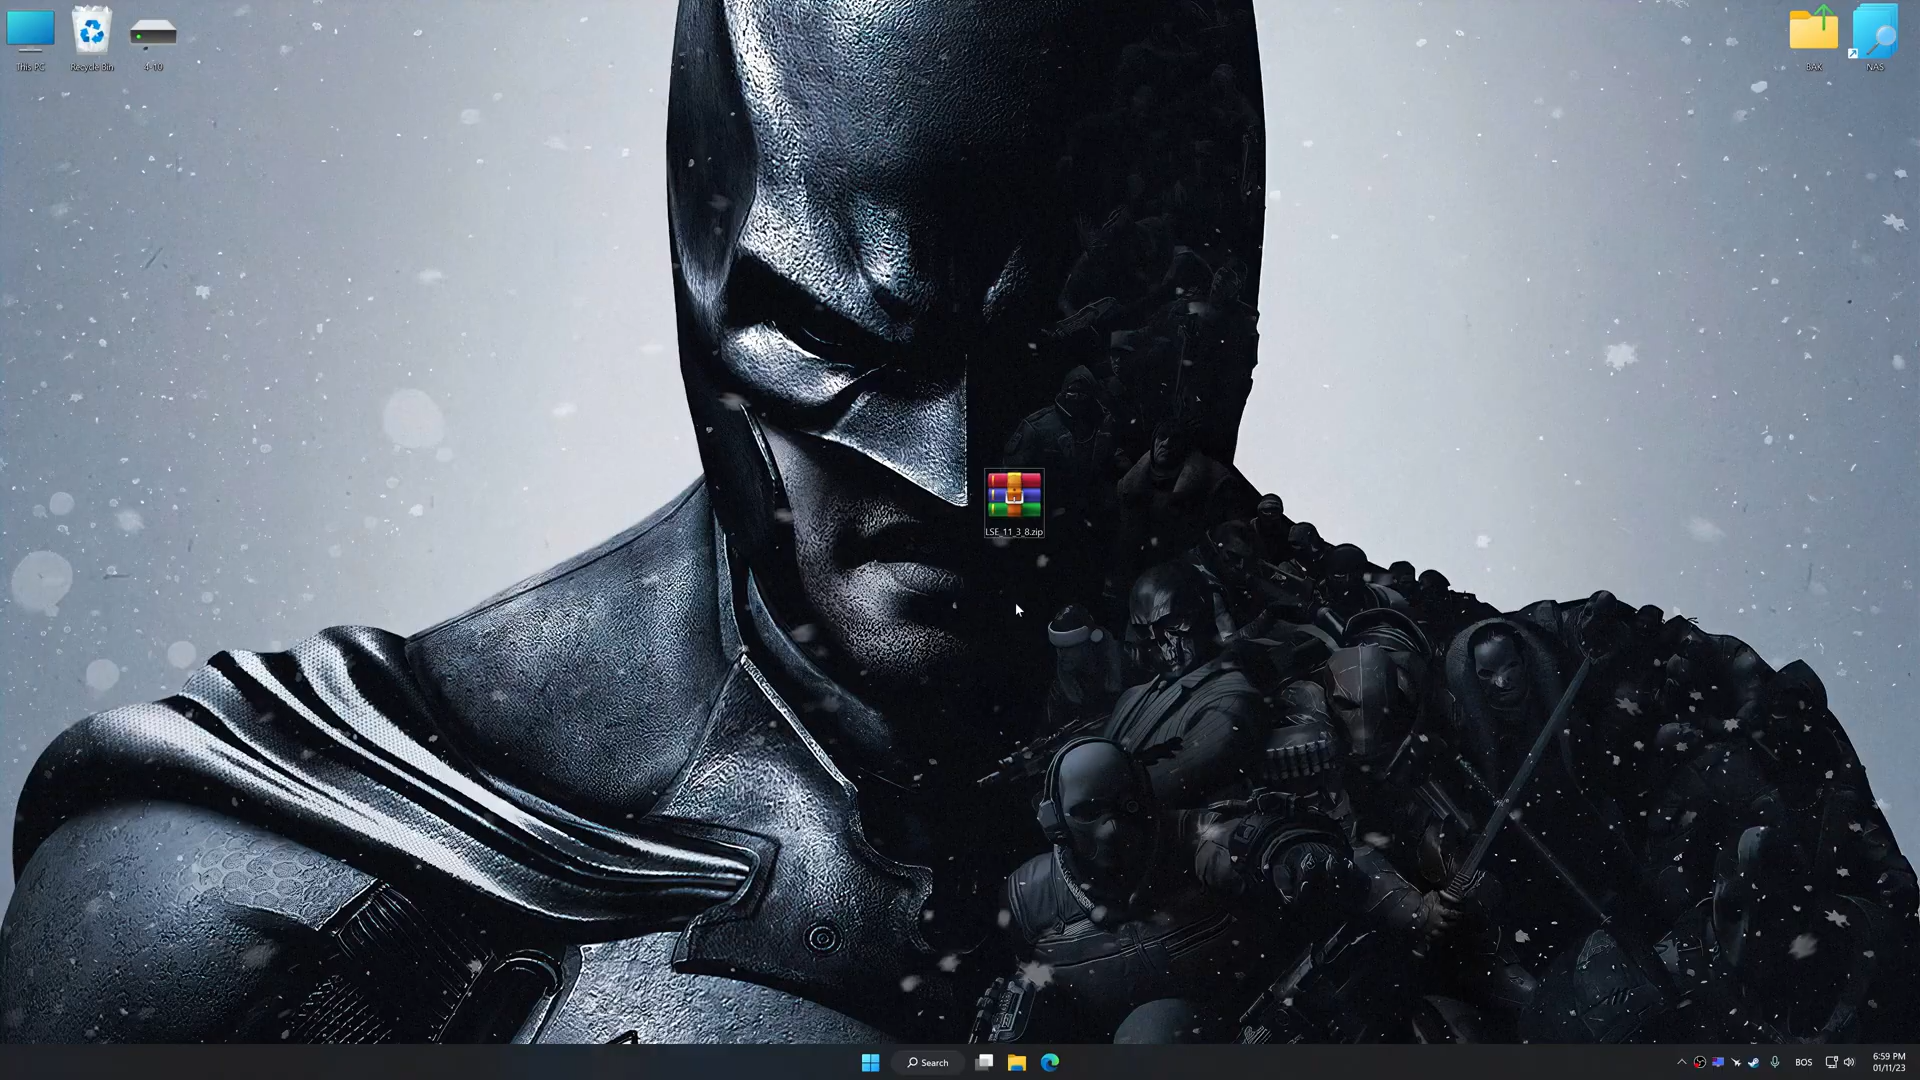 This PC
Recycle Bin
4-10
BAK
NAS
LSE_11_3_8.zip
Search
BOS
6:59 PM
01/11/23